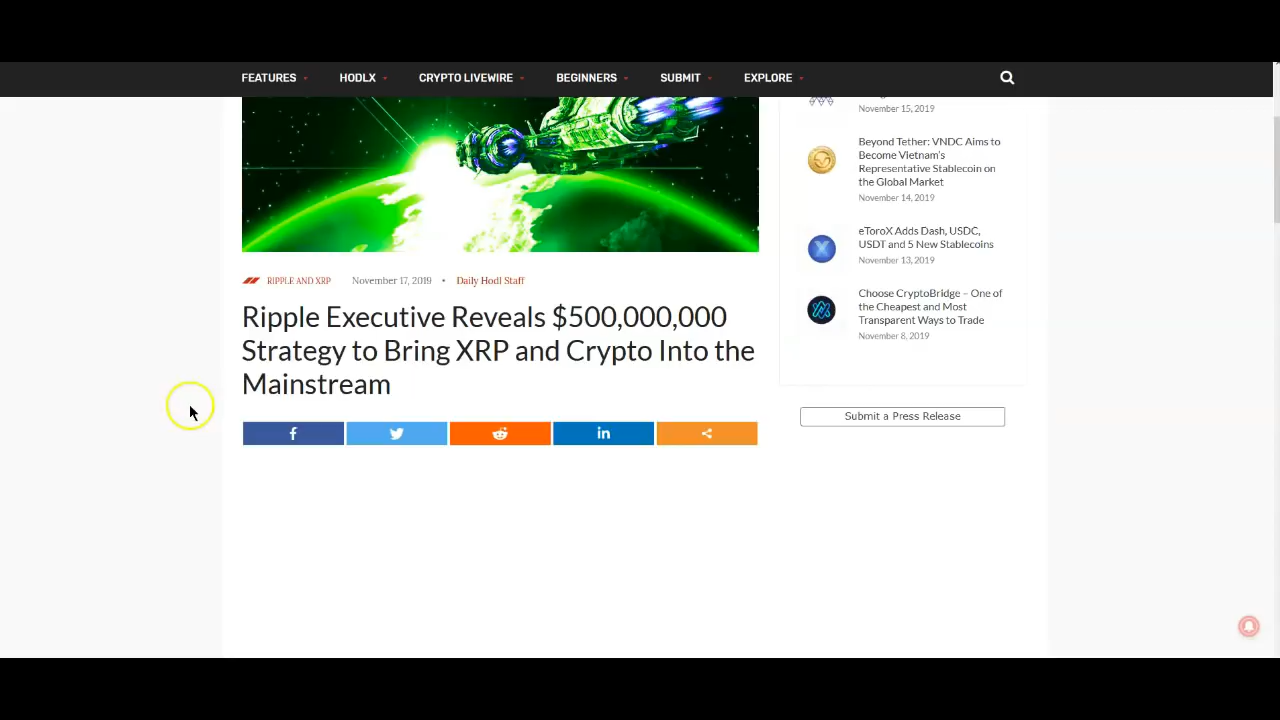 FEATURES
HODLX
CRYPTO LIVEWIRE
BEGINNERS
SUBMIT
EXPLORE
RIPPLE AND XRP
November 17, 2019 • Daily Hodl Staff
Ripple Executive Reveals $500,000,000
Strategy to Bring XRP and Crypto Into the
Mainstream
November 15, 2019
Beyond Tether: VNDC Aims to
Become Vietnam's
Representative Stablecoin on
the Global Market
November 14, 2019
eToroX Adds Dash, USDC,
USDT and 5 New Stablecoins
November 13, 2019
Choose CryptoBridge – One of
the Cheapest and Most
Transparent Ways to Trade
November 8, 2019
Submit a Press Release